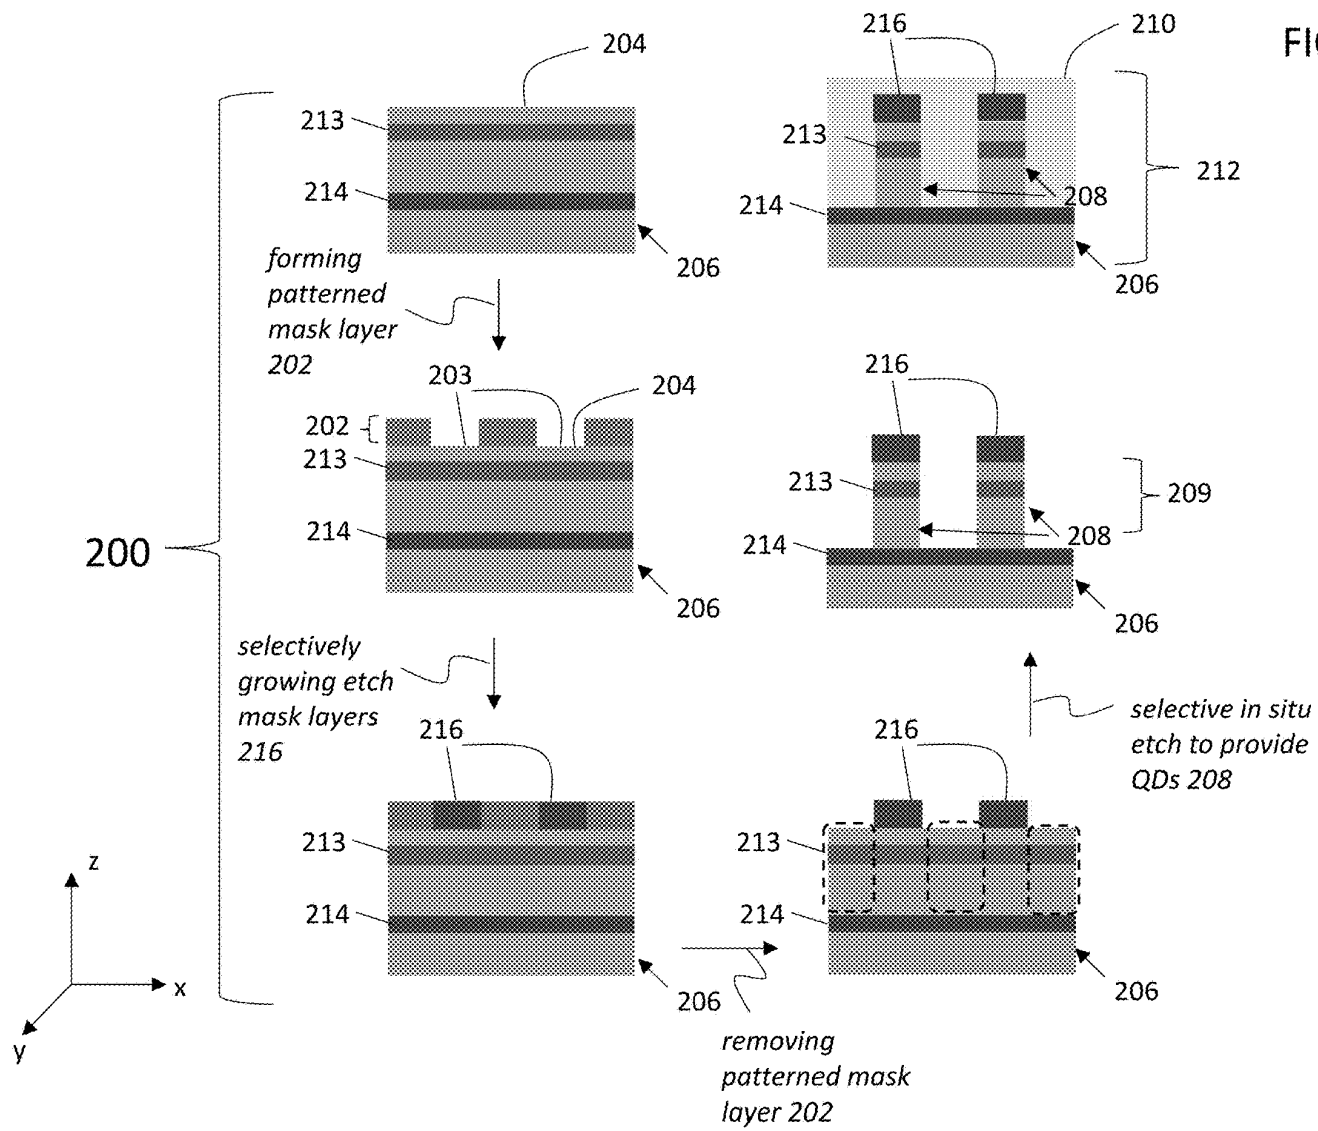 FIG
204
213
214
206
200
forming
patterned
mask layer
202
203
204
202
213
214
206
selectively
growing etch
mask layers
216
216
213
214
206
removing
patterned mask
layer 202
216
213
214
206
selective in situ
etch to provide
QDs 208
216
213
209
208
214
206
216
210
213
212
208
214
206
z
x
y